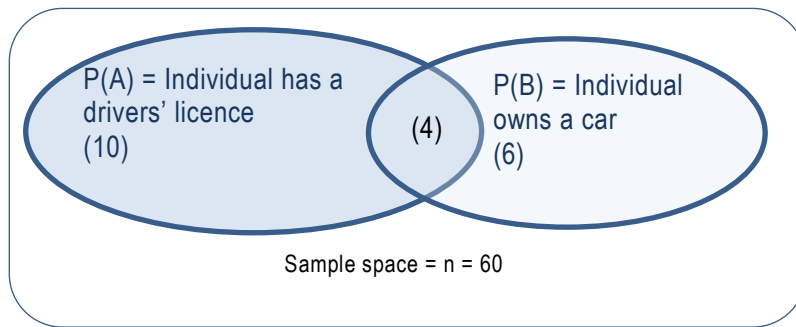 P(A) = Individual has a
drivers’ licence
(10)
(4)
P(B) = Individual
owns a car
(6)
Sample space = n = 60